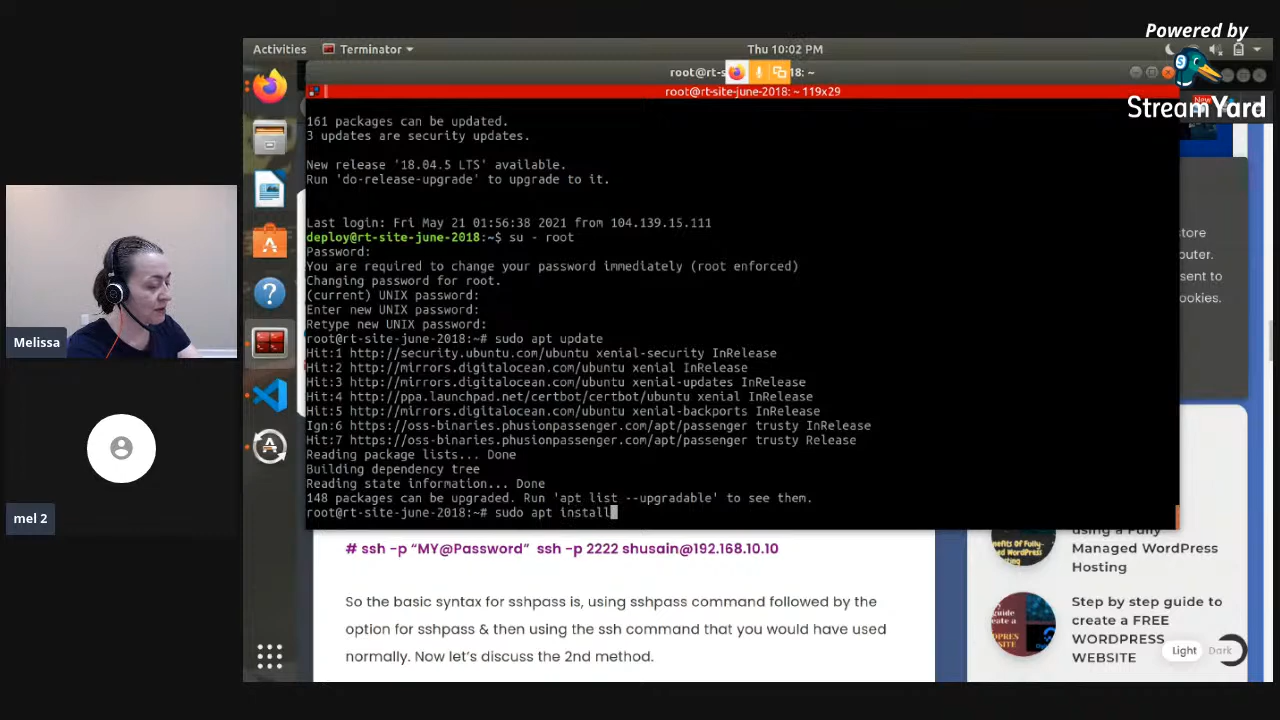 Powered by
StreamYard
Activities
Terminator
Thu 10:02 PM
root@rt-s
18: ~
root@rt-site-june-2018: ~ 119x29
161 packages can be updated.
3 updates are security updates.
New release '18.04.5 LTS' available.
Run 'do-release-upgrade' to upgrade to it.
Last login: Fri May 21 01:56:38 2021 from 104.139.15.111
deploy@rt-site-june-2018:~$ su - root
Password:
You are required to change your password immediately (root enforced)
Changing password for root.
(current) UNIX password:
Enter new UNIX password:
Retype new UNIX password:
root@rt-site-june-2018:~# sudo apt update
Hit:1 http://security.ubuntu.com/ubuntu xenial-security InRelease
Hit:2 http://mirrors.digitalocean.com/ubuntu xenial InRelease
Hit:3 http://mirrors.digitalocean.com/ubuntu xenial-updates InRelease
Hit:4 http://ppa.launchpad.net/certbot/certbot/ubuntu xenial InRelease
Hit:5 http://mirrors.digitalocean.com/ubuntu xenial-backports InRelease
Ign:6 https://oss-binaries.phusionpassenger.com/apt/passenger trusty InRelease
Hit:7 https://oss-binaries.phusionpassenger.com/apt/passenger trusty Release
Reading package lists... Done
Building dependency tree
Reading state information... Done
148 packages can be upgraded. Run 'apt list --upgradable' to see them.
root@rt-site-june-2018:~# sudo apt install
# ssh -p “MY@Password” ssh -p 2222 shusain@192.168.10.10
So the basic syntax for sshpass is, using sshpass command followed by the
option for sshpass & then using the ssh command that you would have used
normally. Now let’s discuss the 2nd method.
store
puter.
sent to
ookies.
using a Fully
Managed WordPress
Hosting
Step by step guide to
create a FREE
WORDPRESS
WEBSITE
Light
Dark
Melissa
mel 2